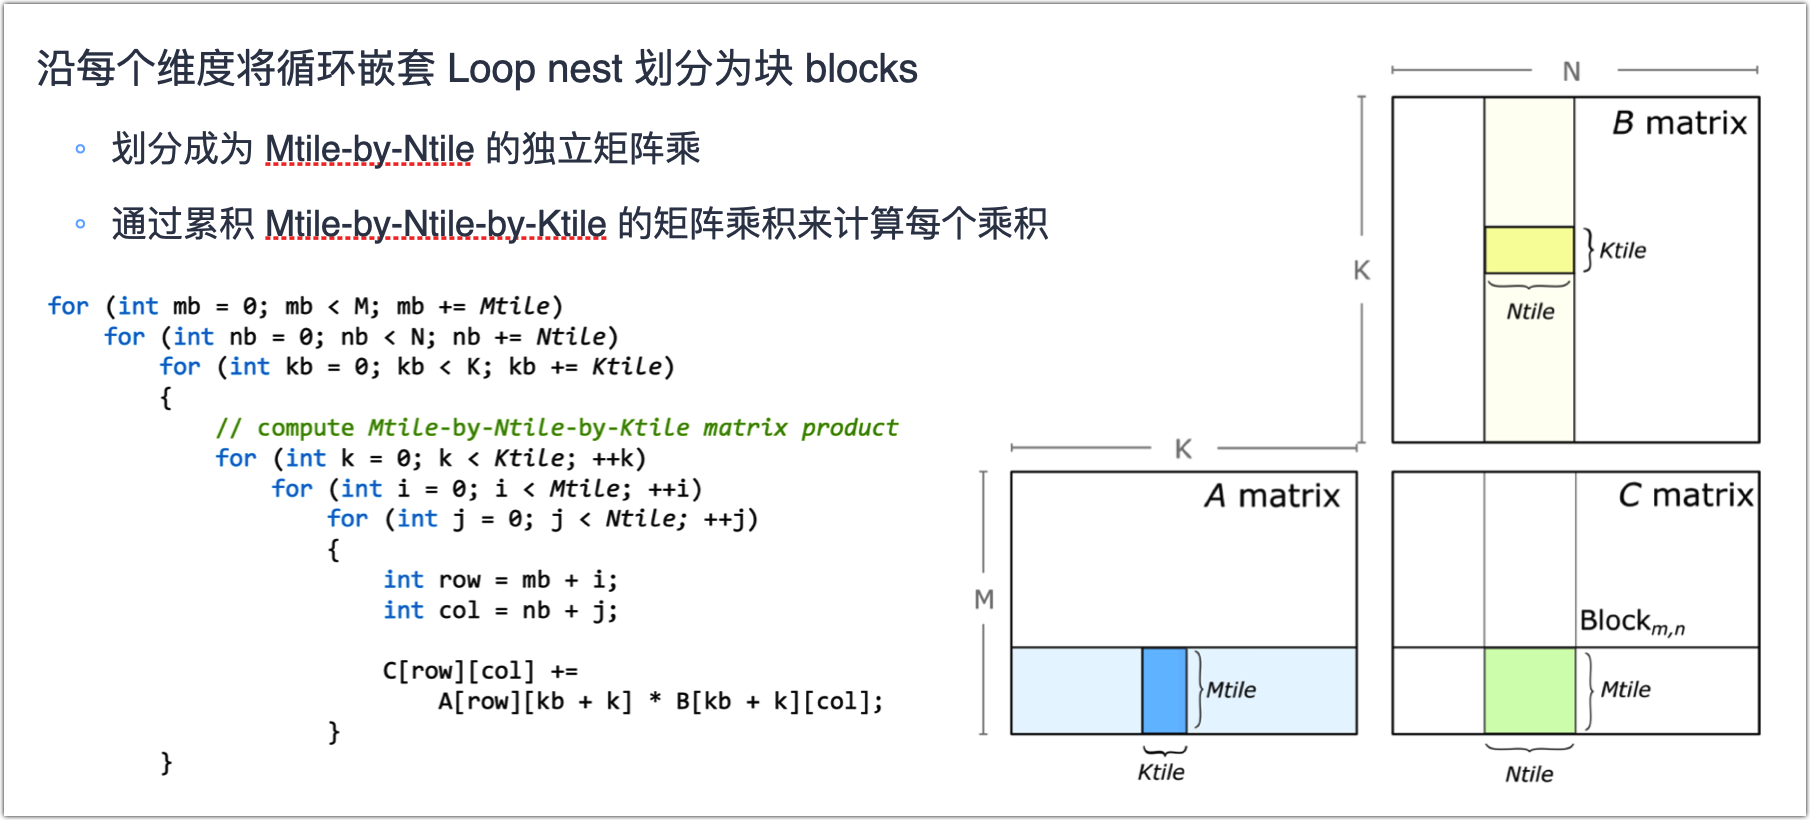 沿每个维度将循环嵌套 Loop nest 划分为块 blocks
划分成为 Mtile-by-Ntile 的独立矩阵乘
通过累积 Mtile-by-Ntile-by-Ktile 的矩阵乘积来计算每个乘积
for (int mb = 0; mb < M; mb += Mtile)
    for (int nb = 0; nb < N; nb += Ntile)
        for (int kb = 0; kb < K; kb += Ktile)
        {
            // compute Mtile-by-Ntile-by-Ktile matrix product
            for (int k = 0; k < Ktile; ++k)
                for (int i = 0; i < Mtile; ++i)
                    for (int j = 0; j < Ntile; ++j)
                    {
                        int row = mb + i;
                        int col = nb + j;
                        C[row][col] +=
                            A[row][kb + k] * B[kb + k][col];
                    }
        }
N
B matrix
K
Ktile
Ntile
K
A matrix
M
Mtile
Ktile
C matrix
Block m,n
Mtile
Ntile